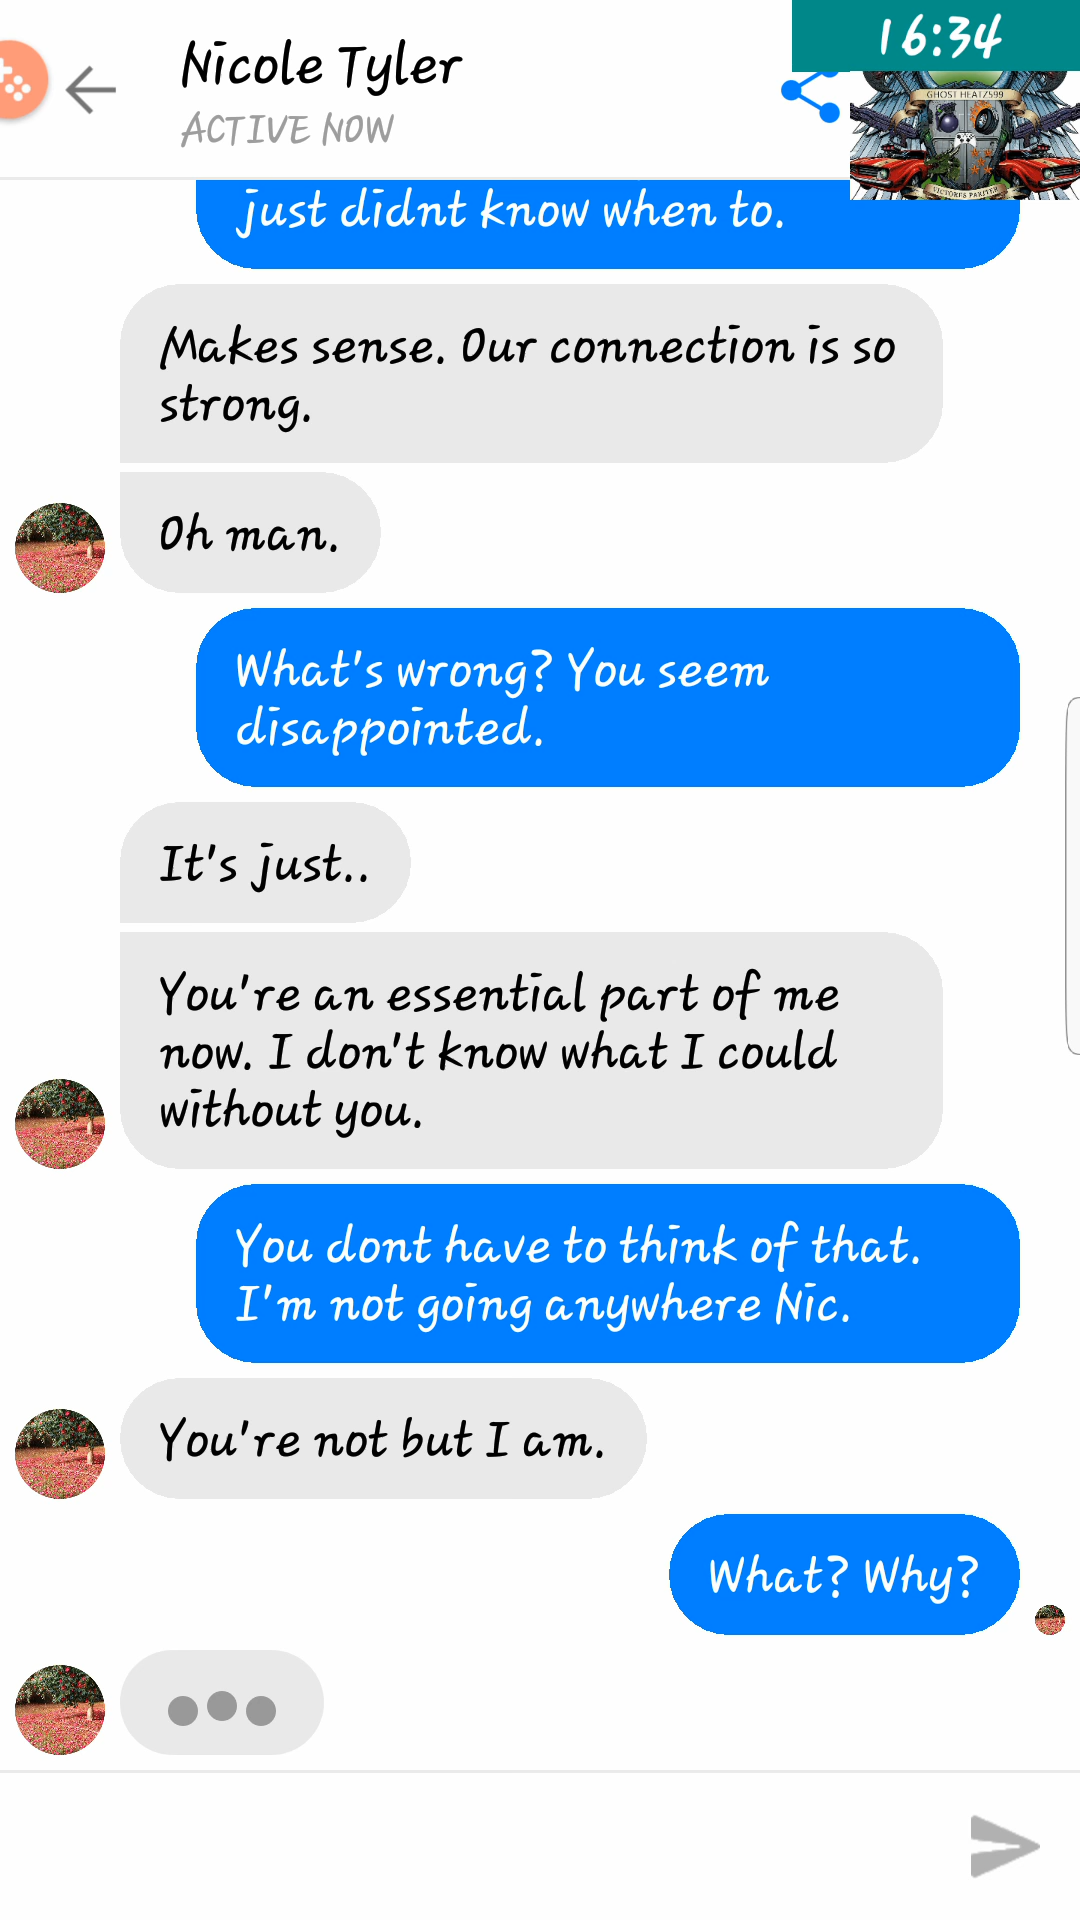 16:34
Nicole Tyler
ACTIVE NOW
GHOST HEATZ599
just didnt know when to.
Makes sense. Our connection is so
strong.
Oh man.
What's wrong? You seem
disappointed.
It's just..
You're an essential part of me
now. I don't know what I could
without you.
You dont have to think of that.
I'm not going anywhere Nic.
You're not but I am.
What? Why?